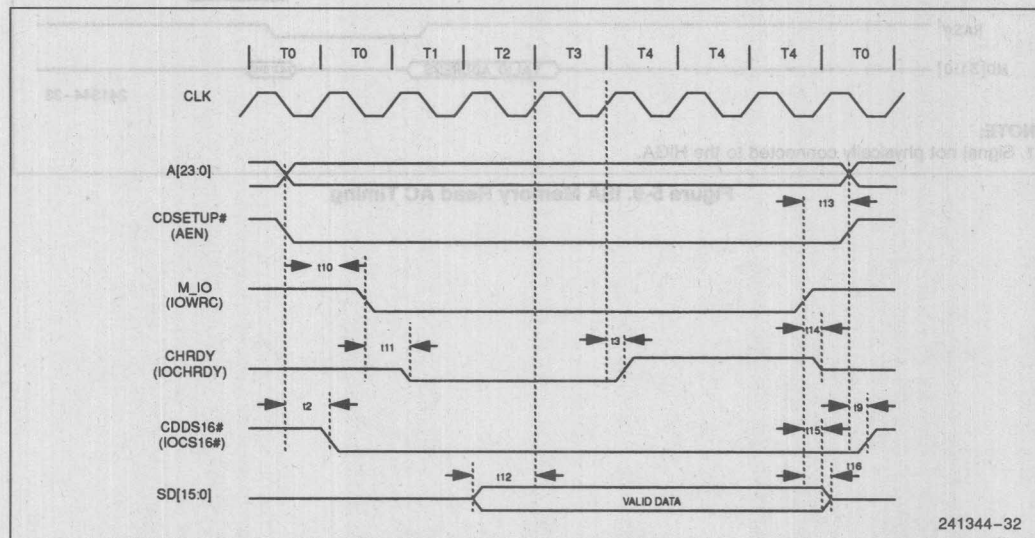 T0 T0 T1 T2 T3 T4 T4 T4 T0
CLK
A[23:0]
t13
CDSETUP#
(AEN)
t10
M_IO
(IOWRC)
t14
t11
t3
CHRDY
(IOCHRDY)
t2
t9
CDDS16#
(IOCS16#)
t15
t16
t12
SD[15:0]
VALID DATA
241344-32
NOTE:
1. Signal not physically connected to the HIGA.
Figure 5-9. ISA Memory Read AC Timing